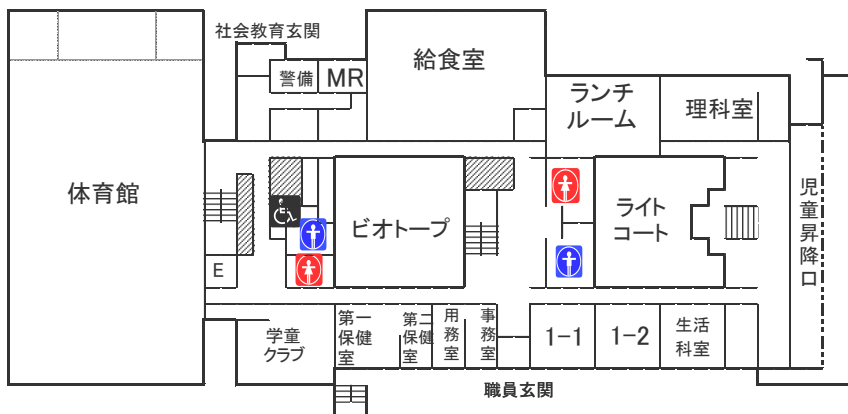 社会教育玄関
給食室
警備
MR
ランチ
ルーム
理科室
体育館
ビオトープ
ライト
コート
児童昇降口
E
学童
クラブ
第一
保健
室
第二
保健
室
用務室
事務室
1-1
1-2
生活
科室
職員玄関